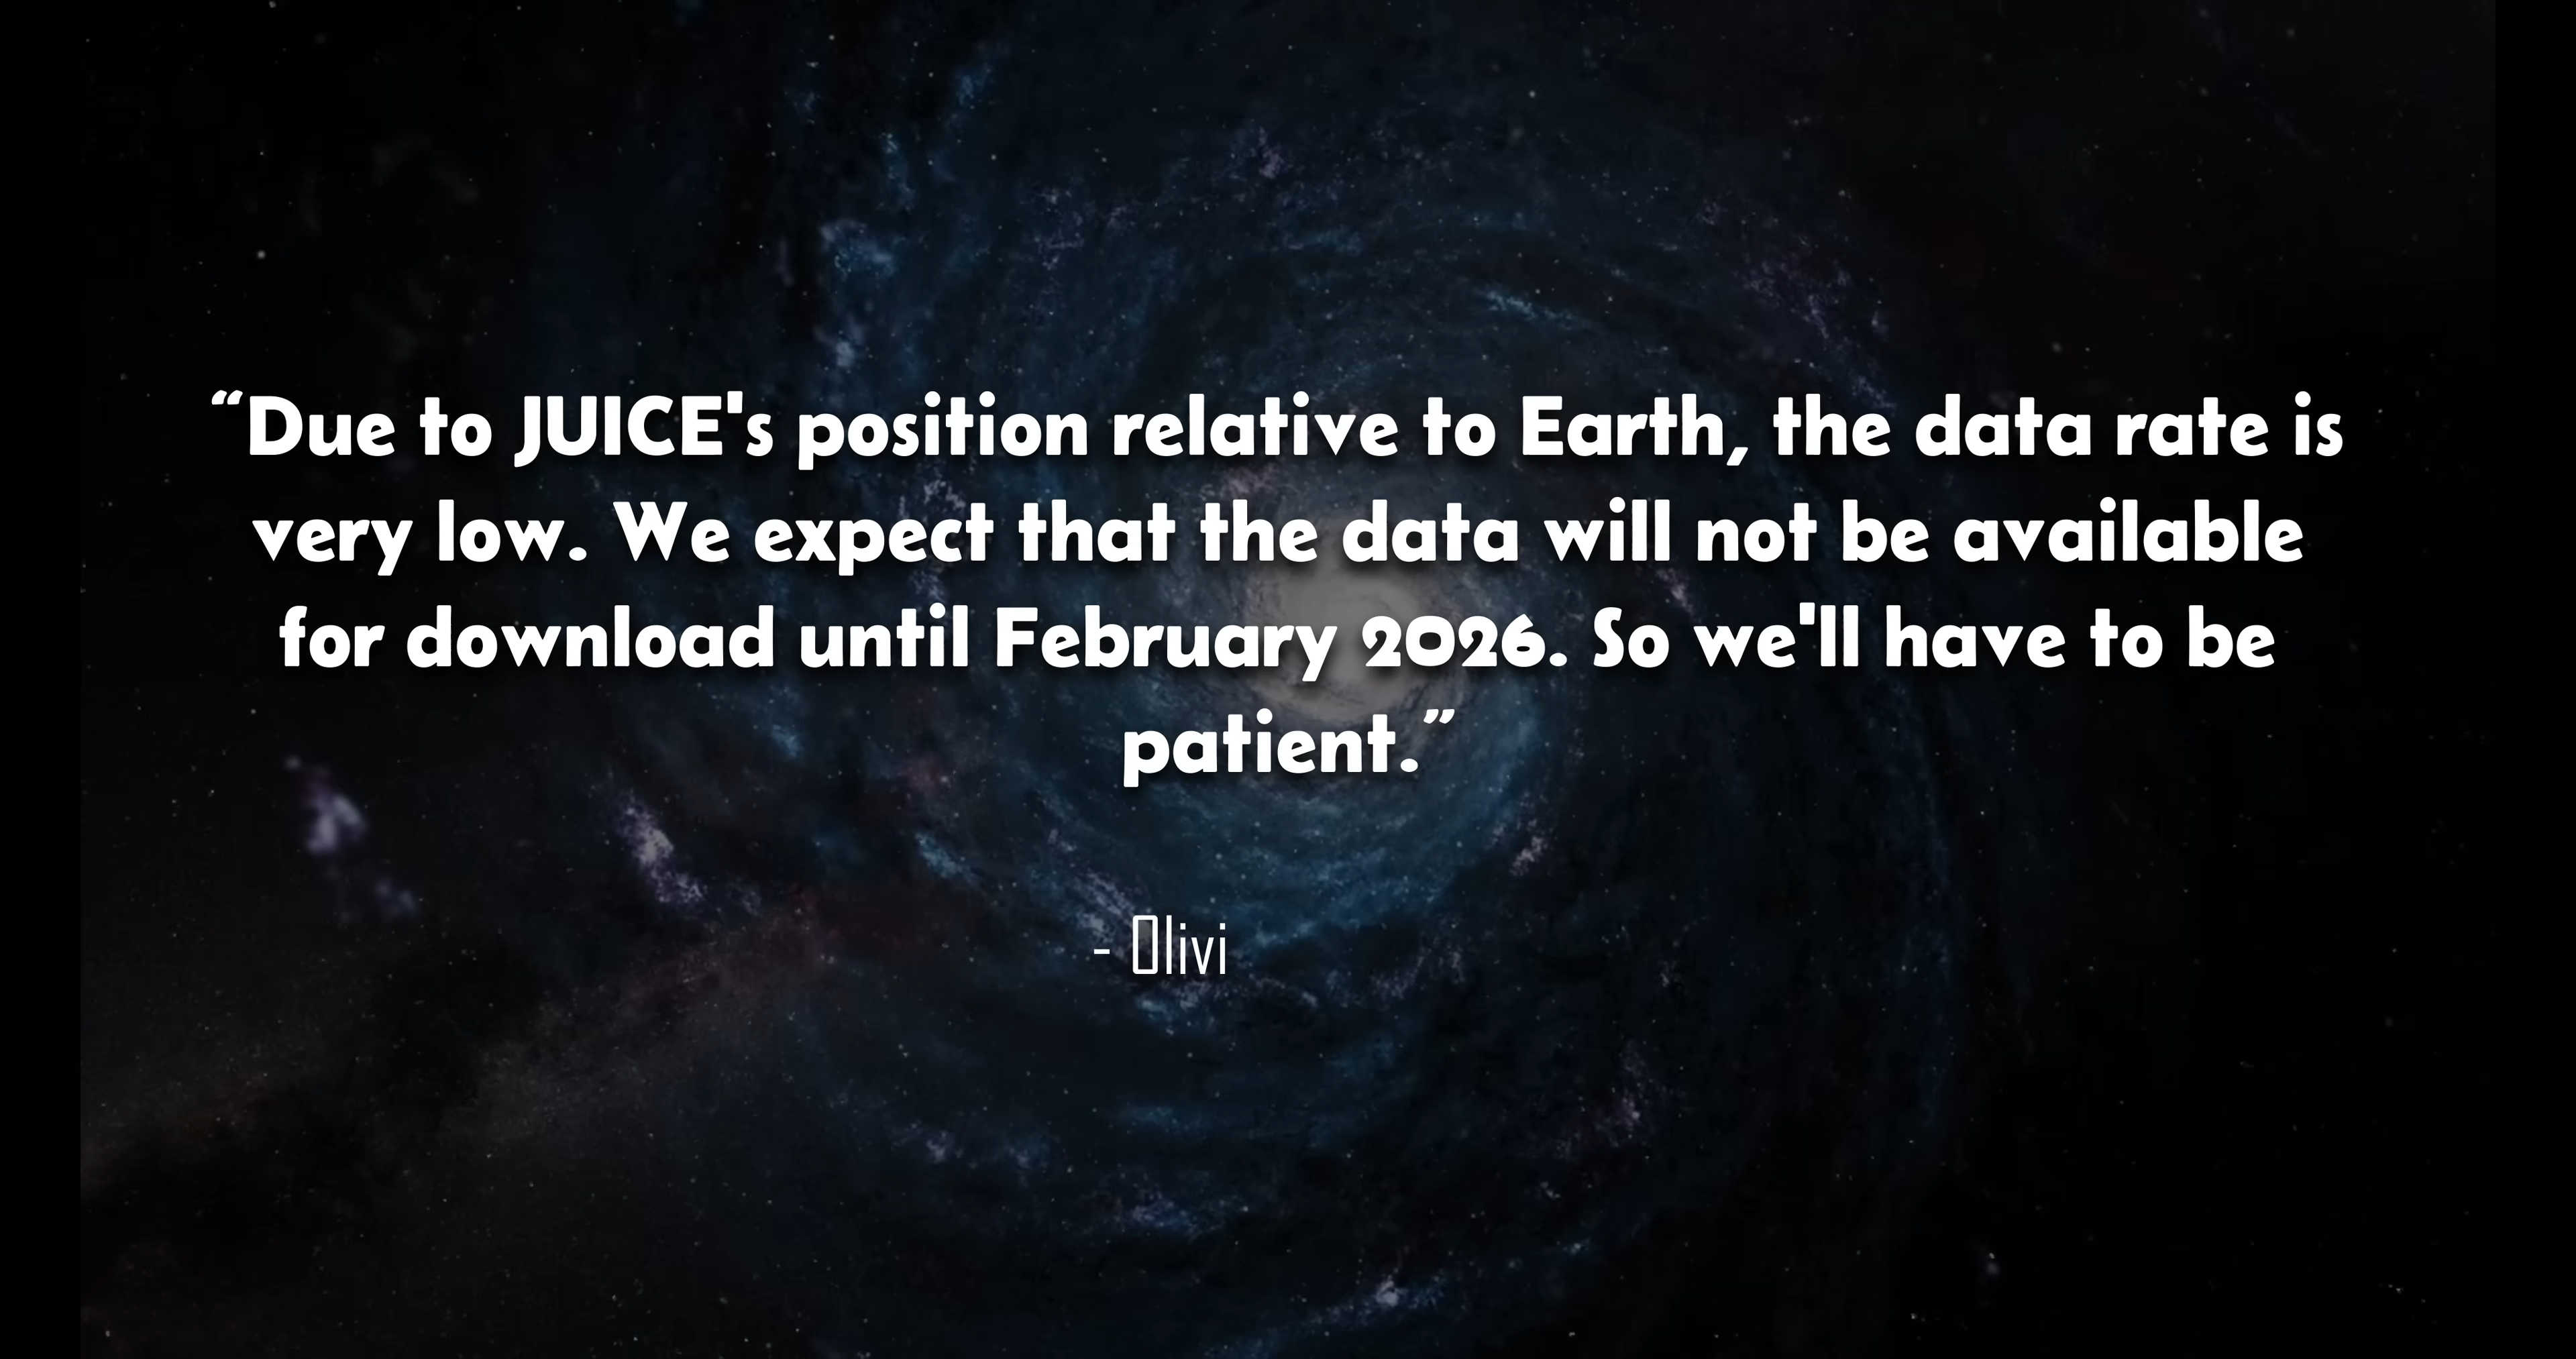 “Due to JUICE's position relative to Earth, the data rate is
very low. We expect that the data will not be available
for download until February 2026. So we'll have to be
patient.”
- Olivi